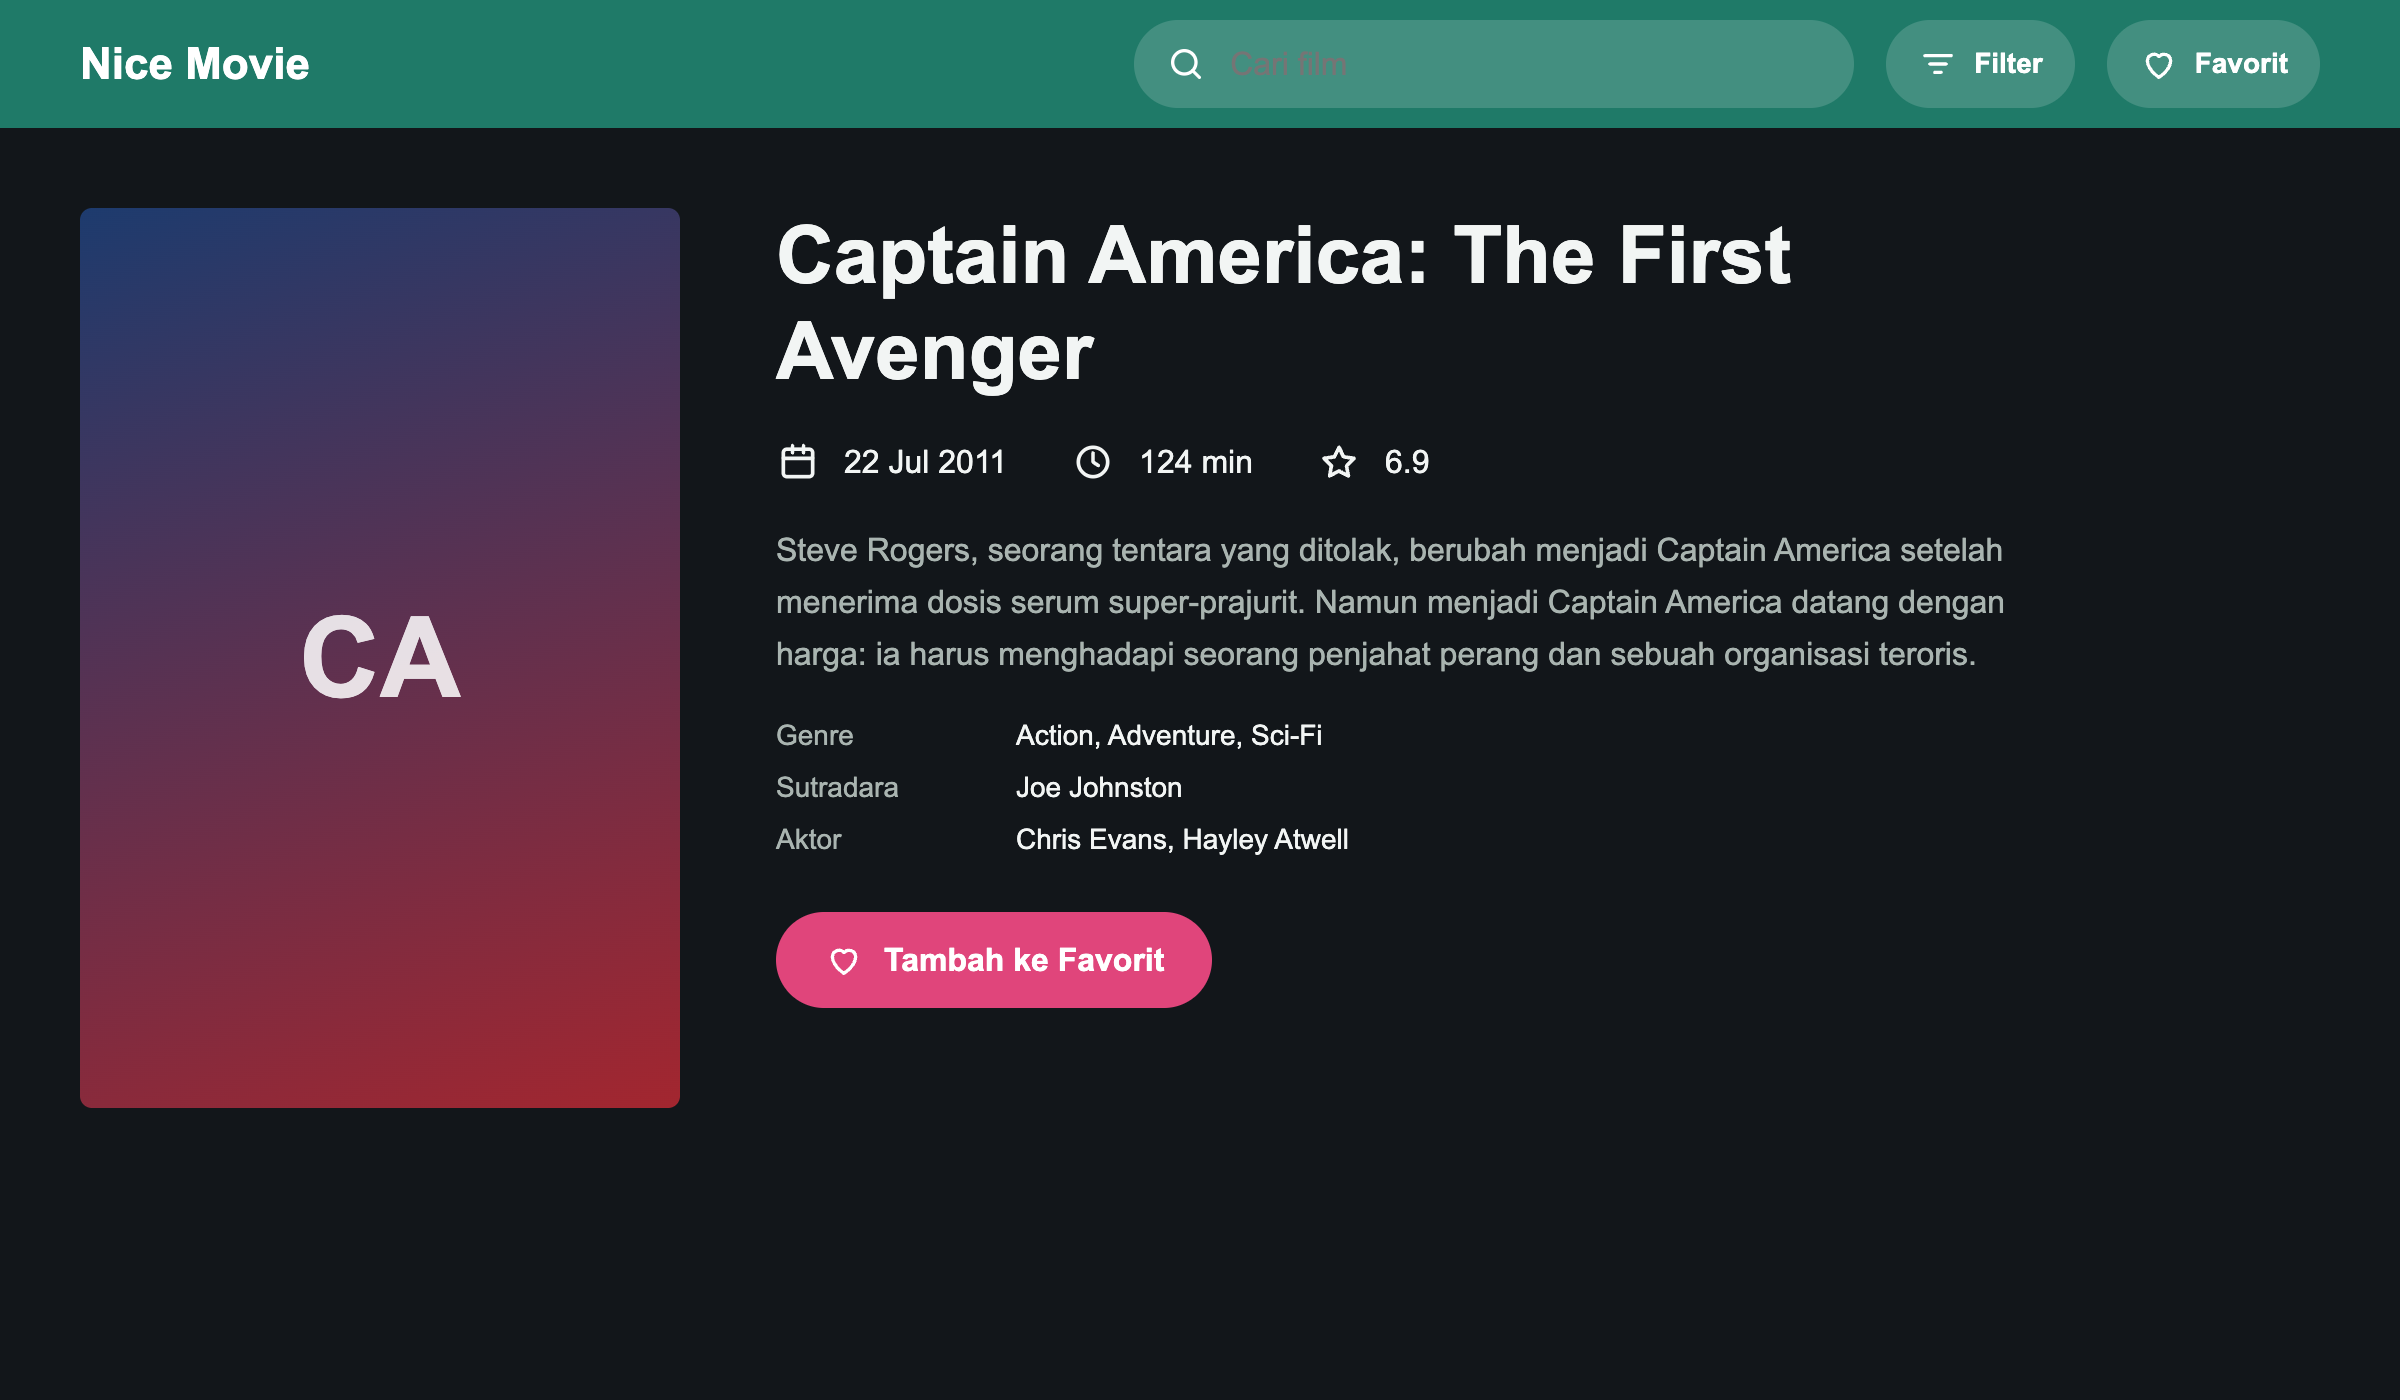 Nice Movie
Cari film
Filter
Favorit
CA
Captain America: The First
Avenger
22 Jul 2011
124 min
6.9
Steve Rogers, seorang tentara yang ditolak, berubah menjadi Captain America setelah
menerima dosis serum super-prajurit. Namun menjadi Captain America datang dengan
harga: ia harus menghadapi seorang penjahat perang dan sebuah organisasi teroris.
Genre
Action, Adventure, Sci-Fi
Sutradara
Joe Johnston
Aktor
Chris Evans, Hayley Atwell
Tambah ke Favorit